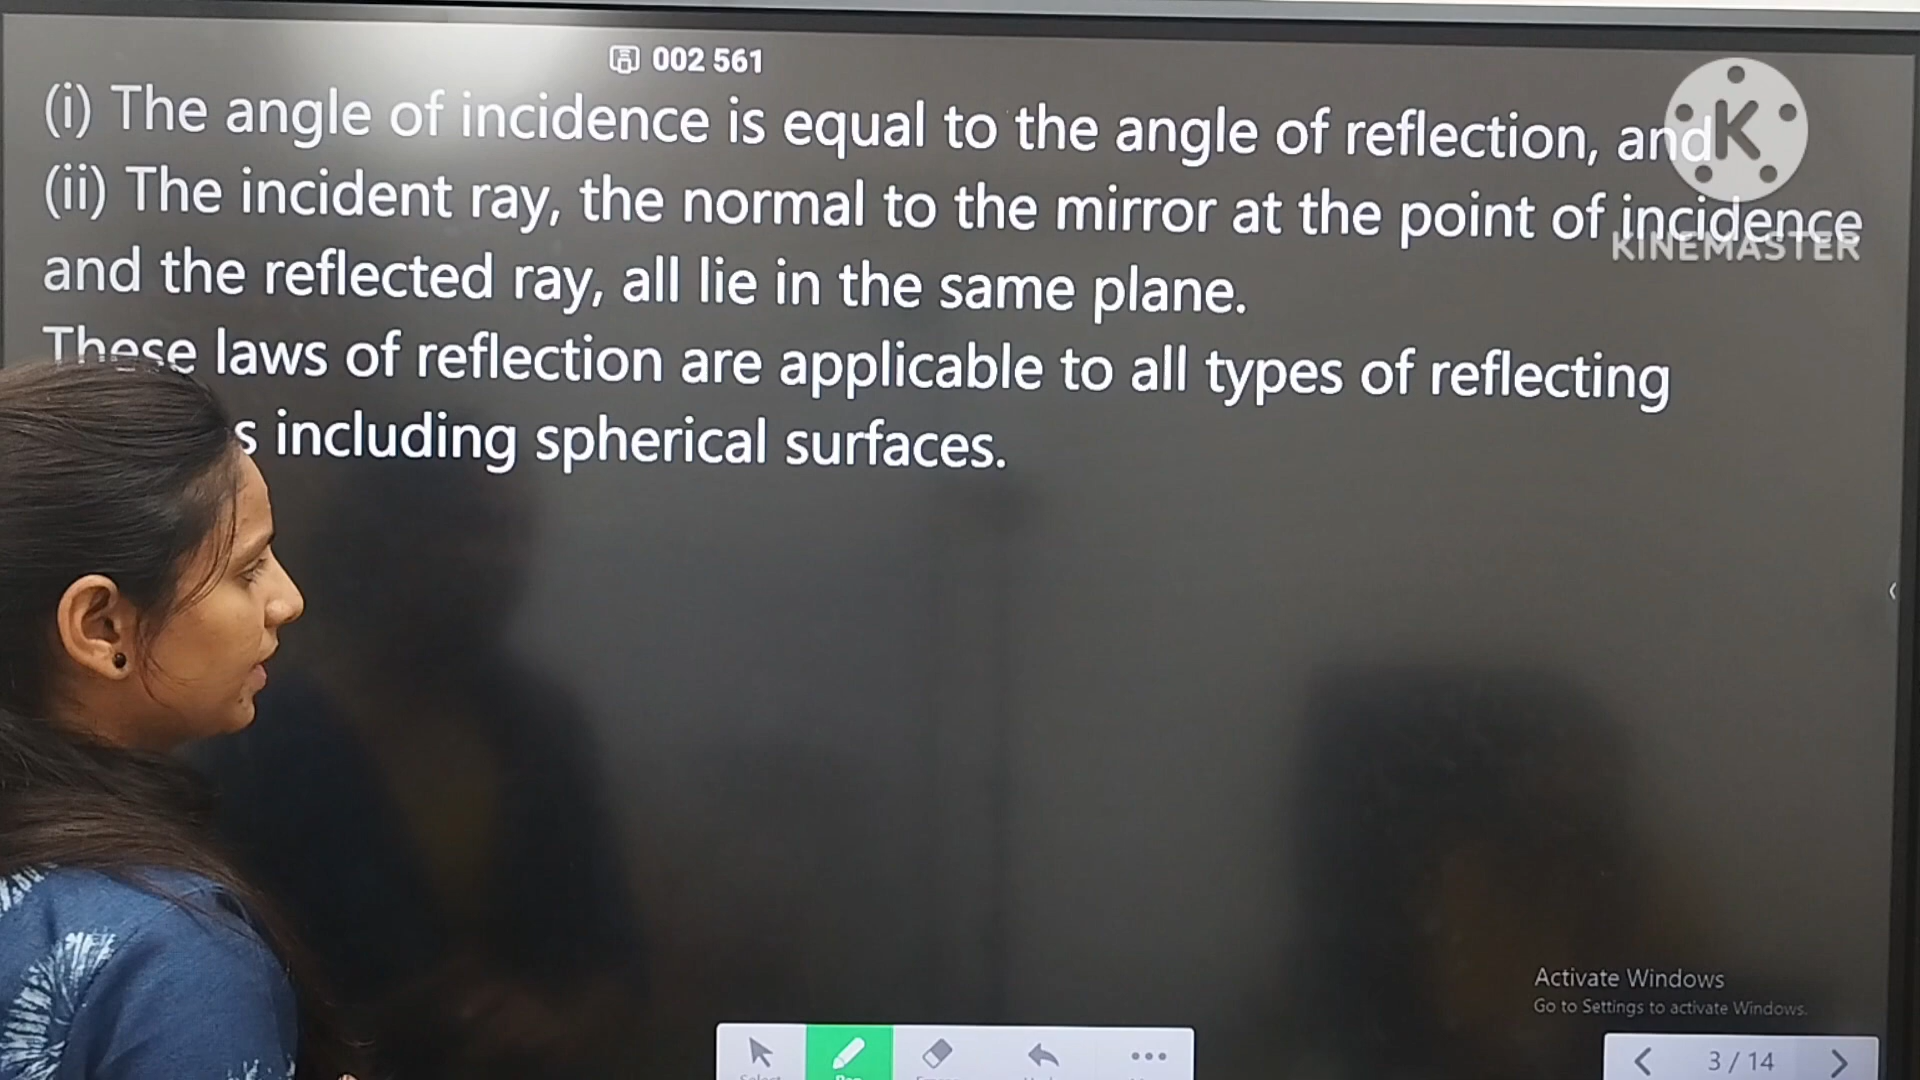 002 561
(i) The angle of incidence is equal to the angle of reflection, and
(ii) The incident ray, the normal to the mirror at the point of incidence
and the reflected ray, all lie in the same plane.
These laws of reflection are applicable to all types of reflecting
s including spherical surfaces.
K
KINEMASTER
Activate Windows
Go to Settings to activate Windows.
3 / 14